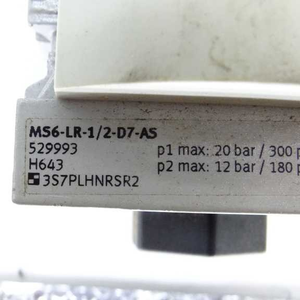 MS6-LR-1/2-D7-AS
529993 p1 max: 20 bar / 300 p
H643 p2 max: 12 bar / 180 p
3S7PLHNRSR2